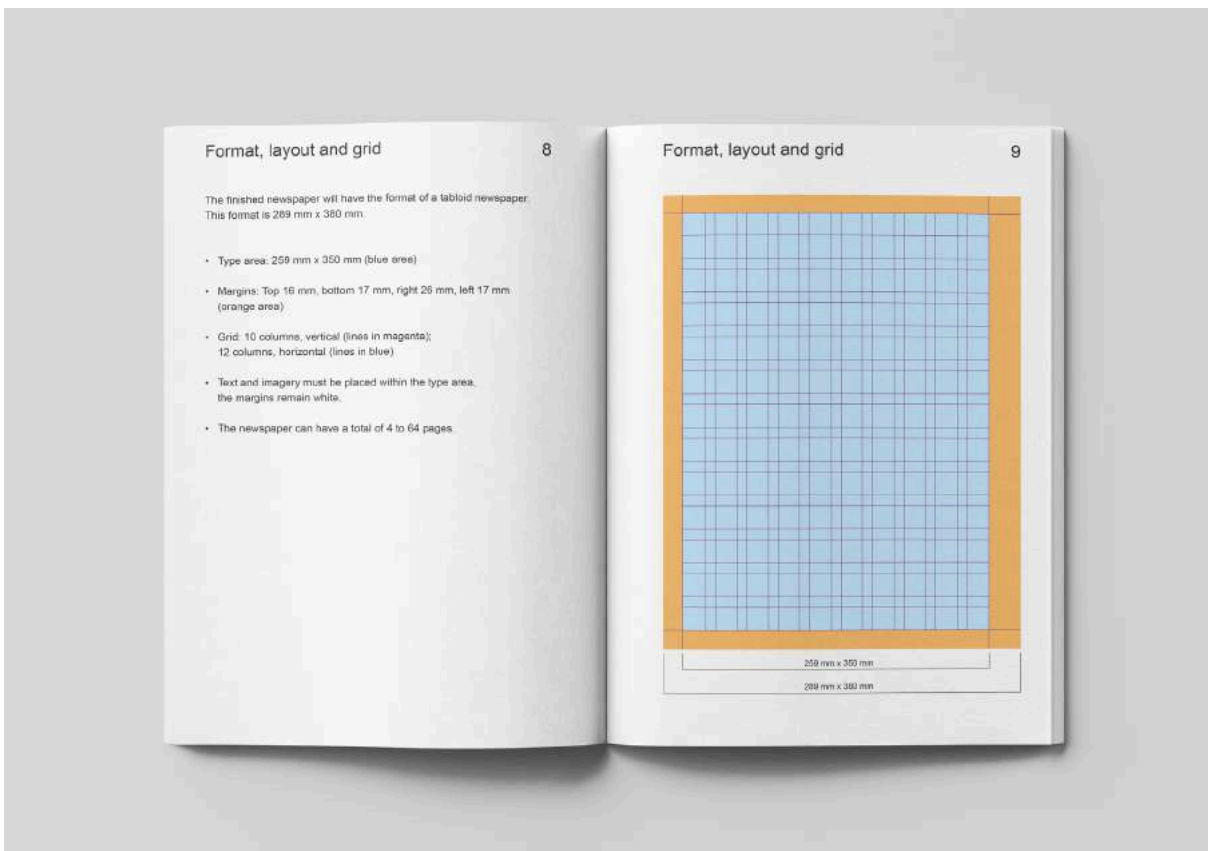 Format, layout and grid
8
The finished newspaper will have the format of a tabloid newspaper.
This format is 289 mm x 380 mm.
• Type area: 259 mm x 350 mm (blue area)
• Margins: Top 16 mm, bottom 17 mm, right 26 mm, left 17 mm
(orange area)
• Grid: 10 columns, vertical (lines in magenta);
12 columns, horizontal (lines in blue)
• Text and imagery must be placed within the type area,
the margins remain white.
• The newspaper can have a total of 4 to 64 pages.
Format, layout and grid
9
259 mm x 350 mm
289 mm x 380 mm